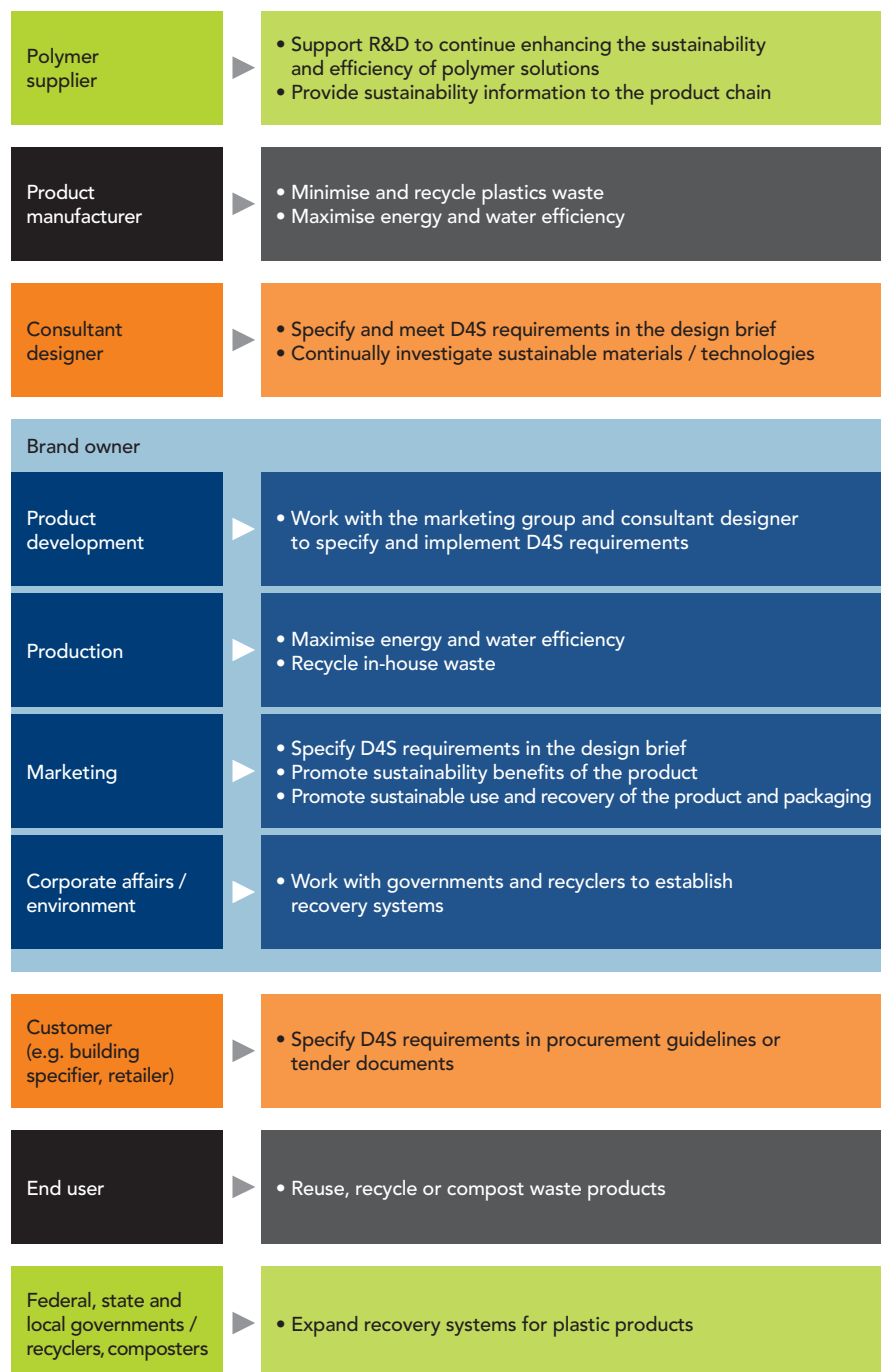 Polymer
supplier
• Support R&D to continue enhancing the sustainability
and efficiency of polymer solutions
• Provide sustainability information to the product chain
Product
manufacturer
• Minimise and recycle plastics waste
• Maximise energy and water efficiency
Consultant
designer
• Specify and meet D4S requirements in the design brief
• Continually investigate sustainable materials / technologies
Brand owner
Product
development
• Work with the marketing group and consultant designer
to specify and implement D4S requirements
Production
• Maximise energy and water efficiency
• Recycle in-house waste
Marketing
• Specify D4S requirements in the design brief
• Promote sustainability benefits of the product
• Promote sustainable use and recovery of the product and packaging
Corporate affairs /
environment
• Work with governments and recyclers to establish
recovery systems
Customer
(e.g. building
specifier, retailer)
• Specify D4S requirements in procurement guidelines or
tender documents
End user
• Reuse, recycle or compost waste products
Federal, state and
local governments /
recyclers, composters
• Expand recovery systems for plastic products